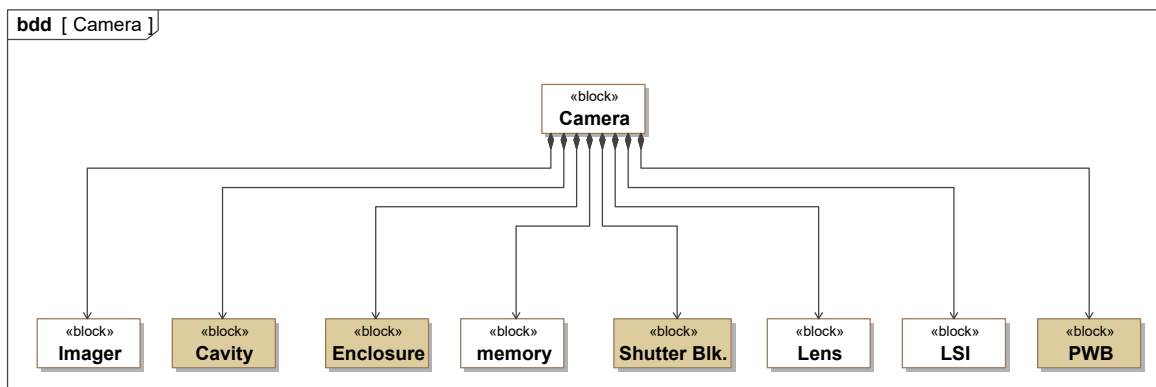 bdd [ Camera ]
«block»
Camera
«block»
Imager
«block»
Cavity
«block»
Enclosure
«block»
memory
«block»
Shutter Blk.
«block»
Lens
«block»
LSI
«block»
PWB